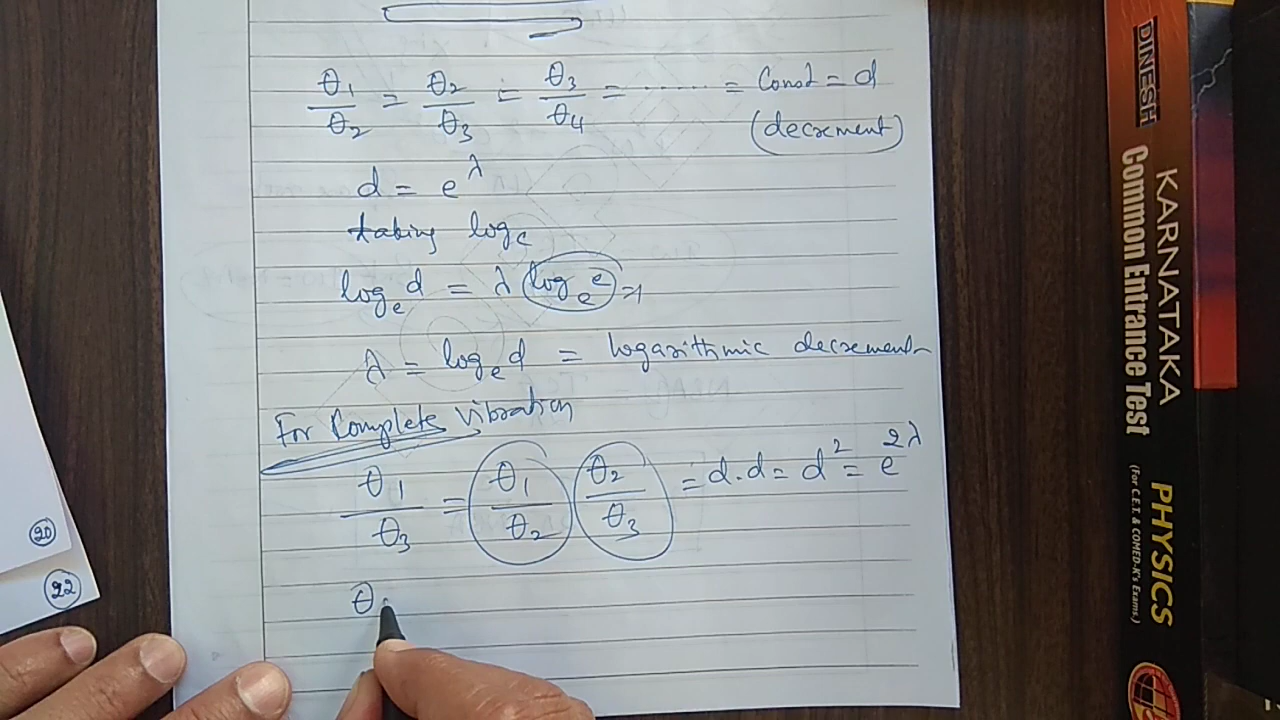 θ₁/θ₂ = θ₂/θ₃ = θ₃/θ₄ = ...... = Const = d
(decrement)
d = e^λ
taking logₑ
logₑ d = λ (logₑ e) = 1
λ = logₑ d = logarithmic decrement
For Complete Vibration
θ₁/θ₃ = (θ₁/θ₂) (θ₂/θ₃) = d.d = d² = e^2λ
θ
20
22
DINESH
KARNATAKA
Common Entrance Test
(For C.E.T. & COMED-K's Exams)
PHYSICS